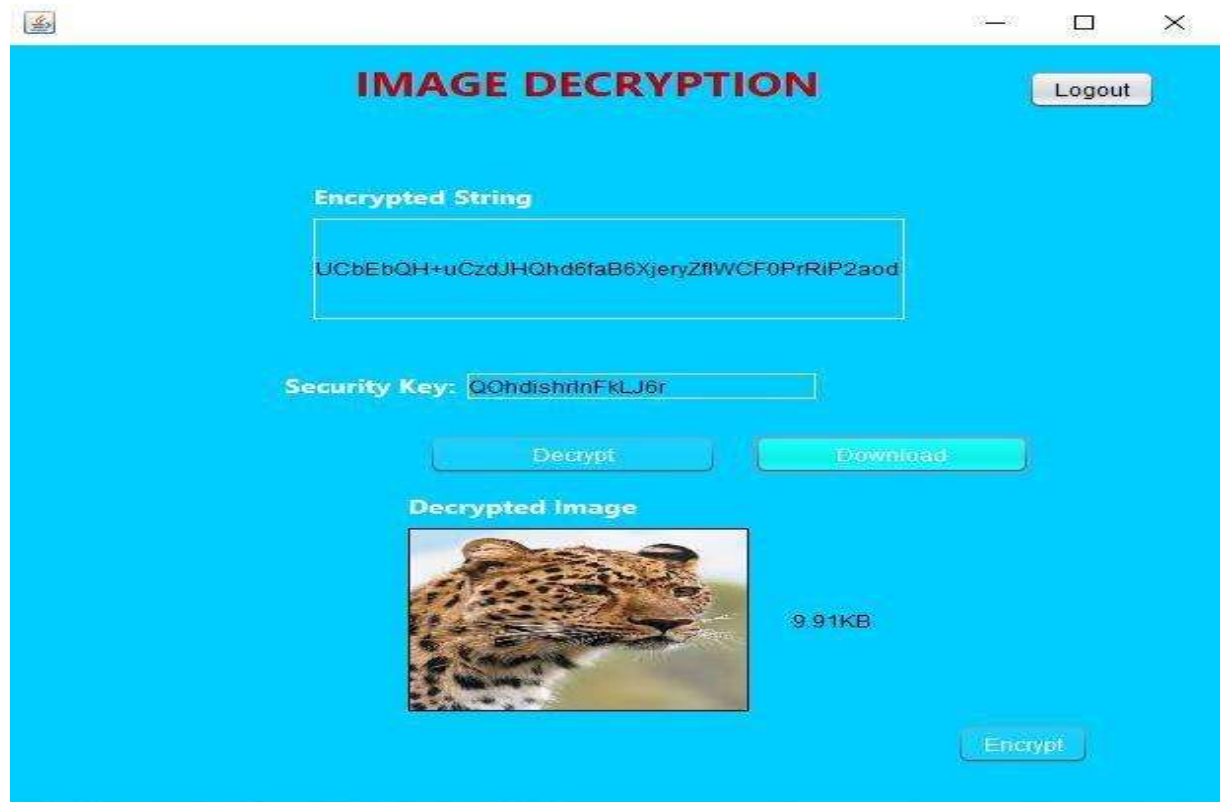 IMAGE DECRYPTION
Logout
Encrypted String
UCbEbQH+uCzdJHQhd6faB6XjeryZflWCF0PrRiP2aod
Security Key: QOhdishrlnFkLJ6r
Decrypt Download
Decrypted Image
9.91KB
Encrypt